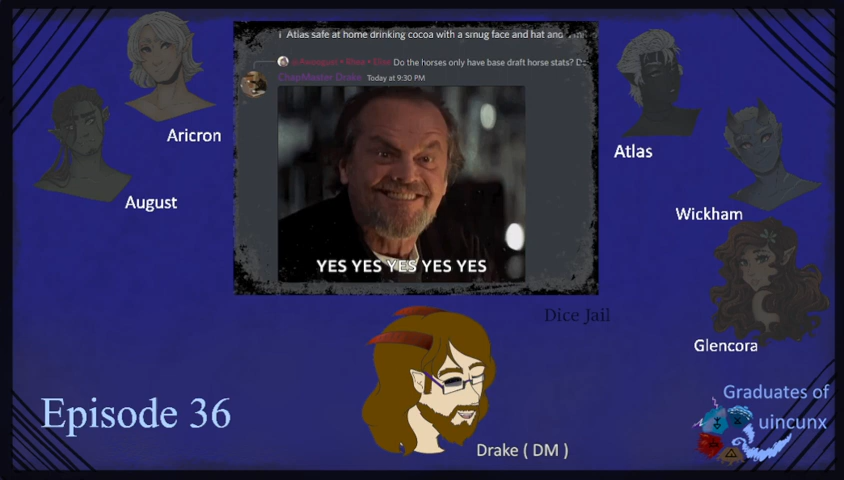 Atlas safe at home drinking cocoa with a smug face and hat and
Do the horses only have base draft horse stats? D
ChapMaster Drake Today at 9:30 PM
YES YES YES YES YES
Aricron
August
Atlas
Wickham
Glencora
Dice Jail
Episode 36
Drake ( DM )
Graduates of
uincunx